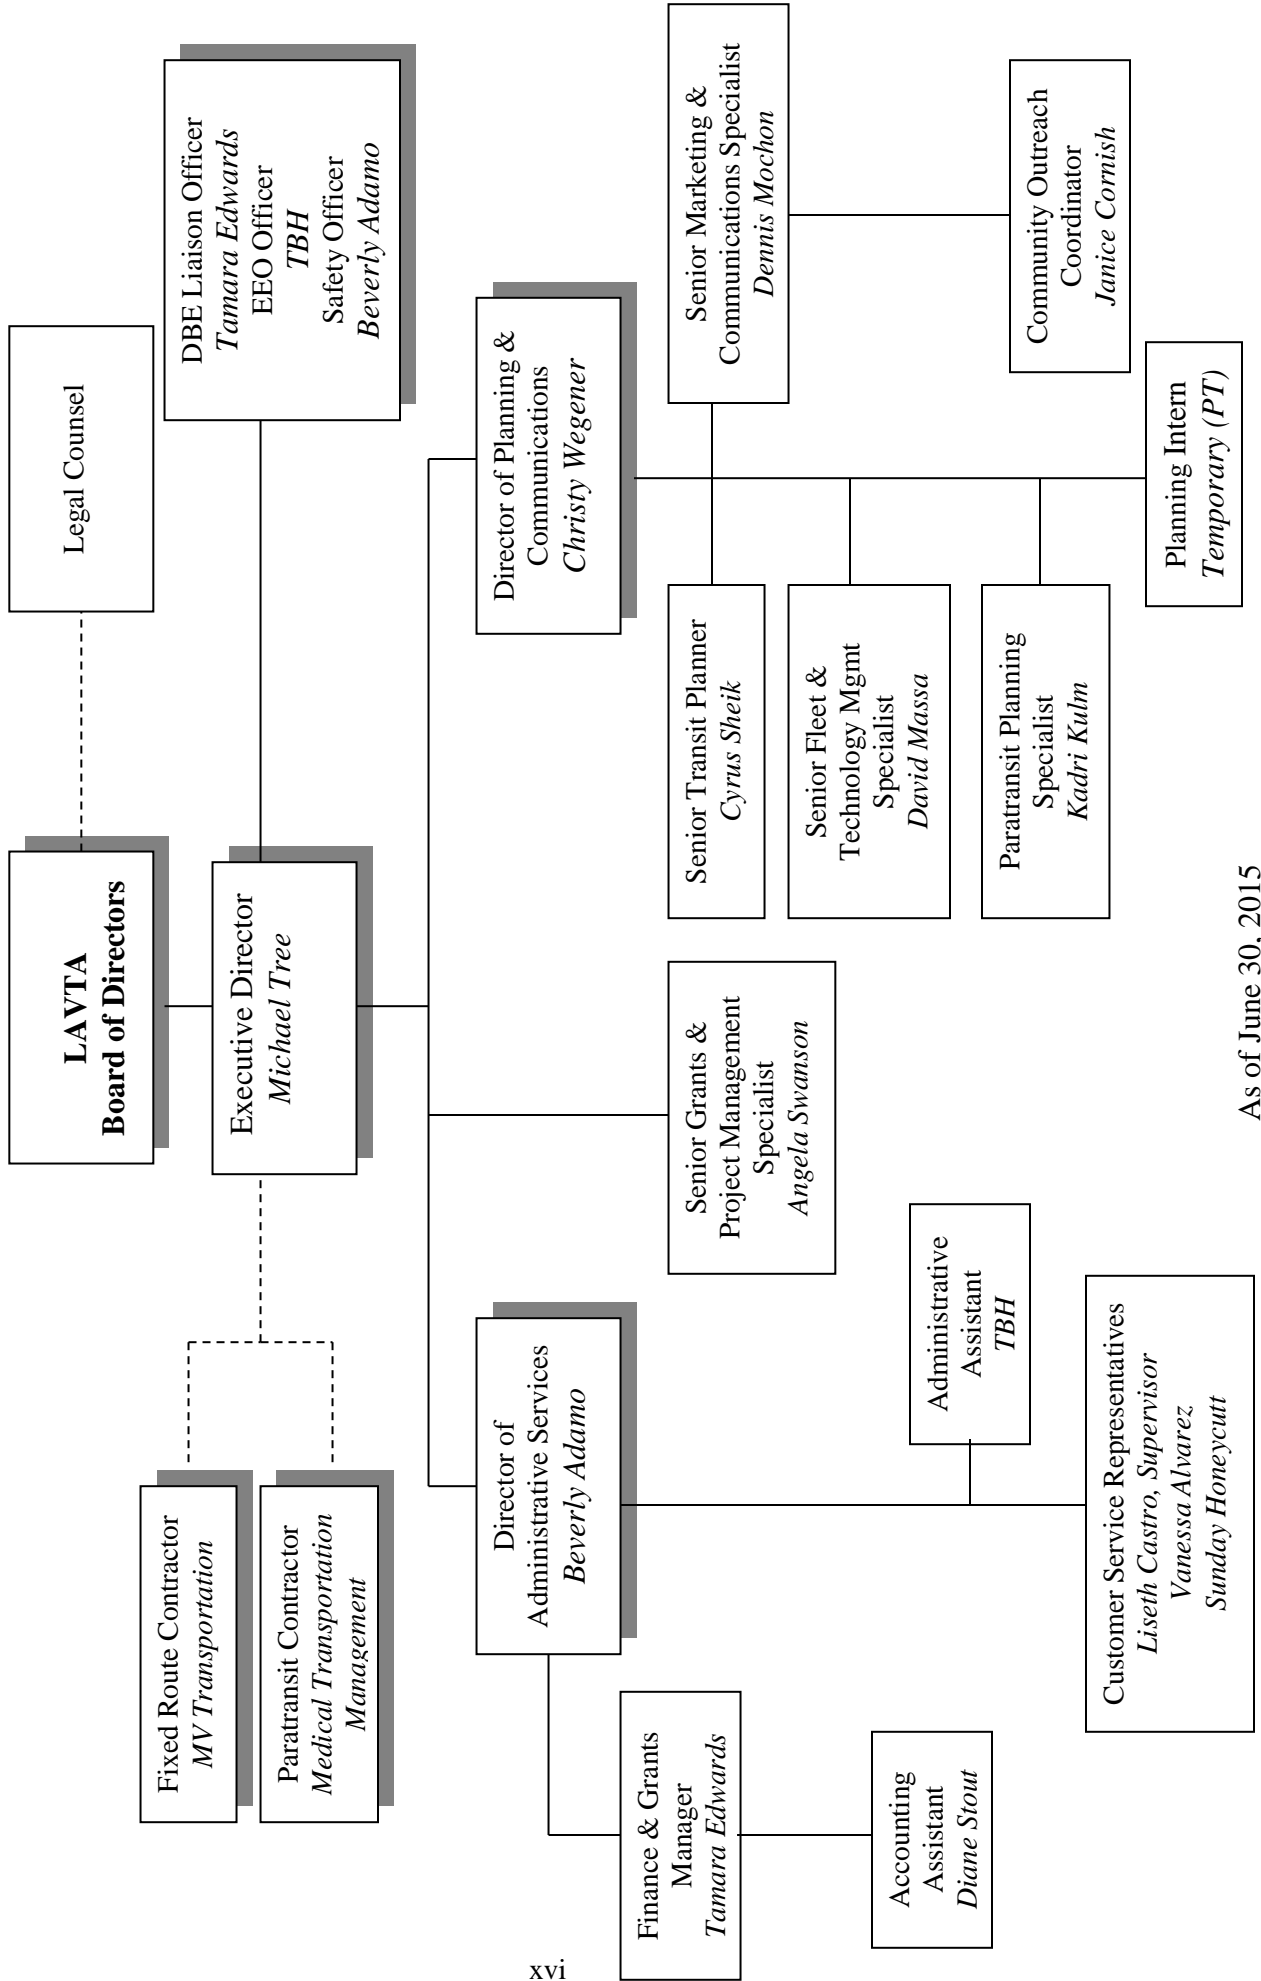 LAVTA
Board of Directors
Legal Counsel
Executive Director
Michael Tree
DBE Liaison Officer
Tamara Edwards
EEO Officer
TBH
Safety Officer
Beverly Adamo
Fixed Route Contractor
MV Transportation
Paratransit Contractor
Medical Transportation
Management
Director of
Administrative Services
Beverly Adamo
Director of Planning &
Communications
Christy Wegener
Finance & Grants
Manager
Tamara Edwards
Accounting
Assistant
Diane Stout
Administrative
Assistant
TBH
Customer Service Representatives
Liseth Castro, Supervisor
Vanessa Alvarez
Sunday Honeycutt
Senior Grants &
Project Management
Specialist
Angela Swanson
Senior Transit Planner
Cyrus Sheik
Senior Fleet &
Technology Mgmt
Specialist
David Massa
Paratransit Planning
Specialist
Kadri Kulm
Senior Marketing &
Communications Specialist
Dennis Mochon
Community Outreach
Coordinator
Janice Cornish
Planning Intern
Temporary (PT)
As of June 30, 2015
xvi